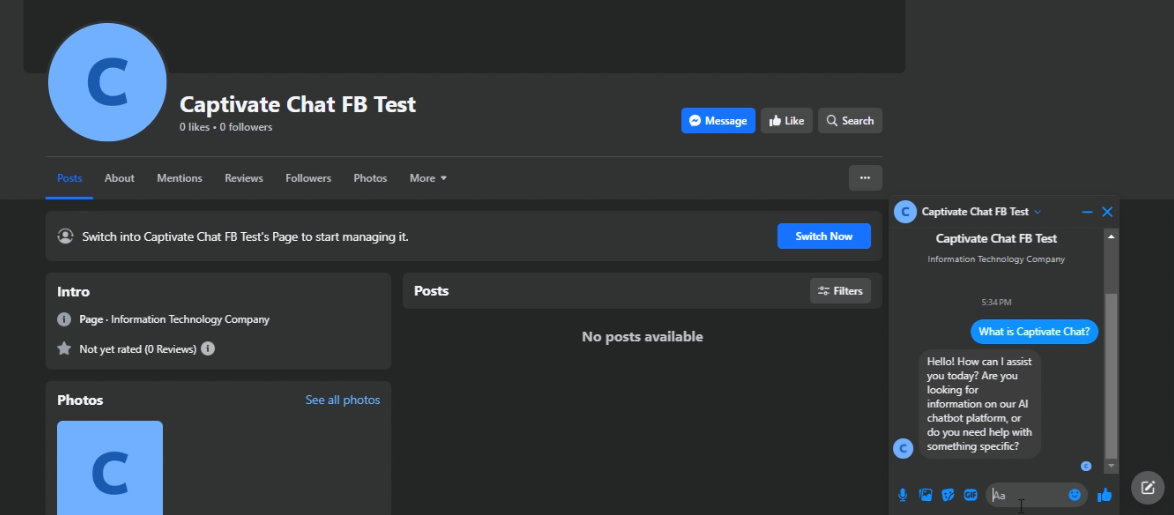 C
Captivate Chat FB Test
0 likes • 0 followers
Message
Like
Search
Posts
About
Mentions
Reviews
Followers
Photos
More
Switch into Captivate Chat FB Test's Page to start managing it.
Switch Now
Intro
Page · Information Technology Company
Not yet rated (0 Reviews)
Posts
Filters
No posts available
Photos
See all photos
C
C
Captivate Chat FB Test
Captivate Chat FB Test
Information Technology Company
5:34 PM
What is Captivate Chat?
Hello! How can I assist
you today? Are you
looking for
information on our AI
chatbot platform, or
do you need help with
something specific?
C
C
GIF
Aa